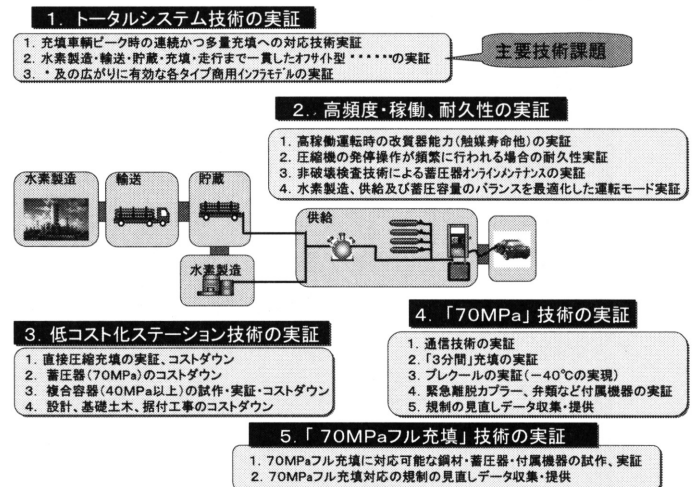 1. トータルシステム技術の実証
1. 充填車輌ピーク時の連続かつ多量充填への対応技術実証
2. 水素製造・輸送・貯蔵・充填・走行まで一貫したオフサイト型・・・・・・の実証
3. ・及の広がりに有効な各タイプ商用インフラモデルの実証
主要技術課題
2. 高頻度・稼働、耐久性の実証
1. 高稼働運転時の改質器能力(触媒寿命他)の実証
2. 圧縮機の発停操作が頻繁に行われる場合の耐久性実証
3. 非破壊検査技術による蓄圧器オンラインメンテナンスの実証
4. 水素製造、供給及び蓄圧容量のバランスを最適化した運転モード実証
水素製造
輸送
貯蔵
供給
水素製造
3. 低コスト化ステーション技術の実証
1. 直接圧縮充填の実証、コストダウン
2. 蓄圧器(70MPa)のコストダウン
3. 複合容器(40MPa以上)の試作・実証・コストダウン
4. 設計、基礎土木、据付工事のコストダウン
4. 「70MPa」技術の実証
1. 通信技術の実証
2. 「3分間」充填の実証
3. プレクールの実証(-40℃の実現)
4. 緊急離脱カプラー、弁類など付属機器の実証
5. 規制の見直しデータ収集・提供
5. 「70MPaフル充填」技術の実証
1. 70MPaフル充填に対応可能な鋼材・蓄圧器・付属機器の試作、実証
2. 70MPaフル充填対応の規制の見直しデータ収集・提供